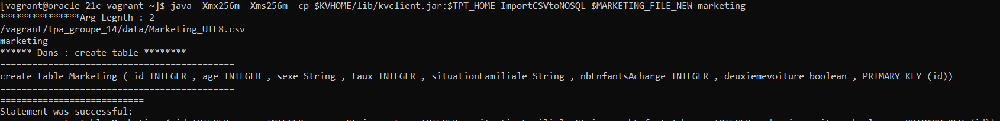 [vagrant@oracle-21c-vagrant ~]$ java -Xmx256m -Xms256m -cp $KVHOME/lib/kvclient.jar:$TPT_HOME ImportCSVtoNOSQL $MARKETING_FILE_NEW marketing
***************Arg Legnth : 2
/vagrant/tpa_groupe_14/data/Marketing_UTF8.csv
marketing
****** Dans : create table ********
============================================
create table Marketing ( id INTEGER , age INTEGER , sexe String , taux INTEGER , situationFamiliale String , nbEnfantsAcharge INTEGER , deuxiemevoiture boolean , PRIMARY KEY (id))
============================================
===========================
Statement was successful: